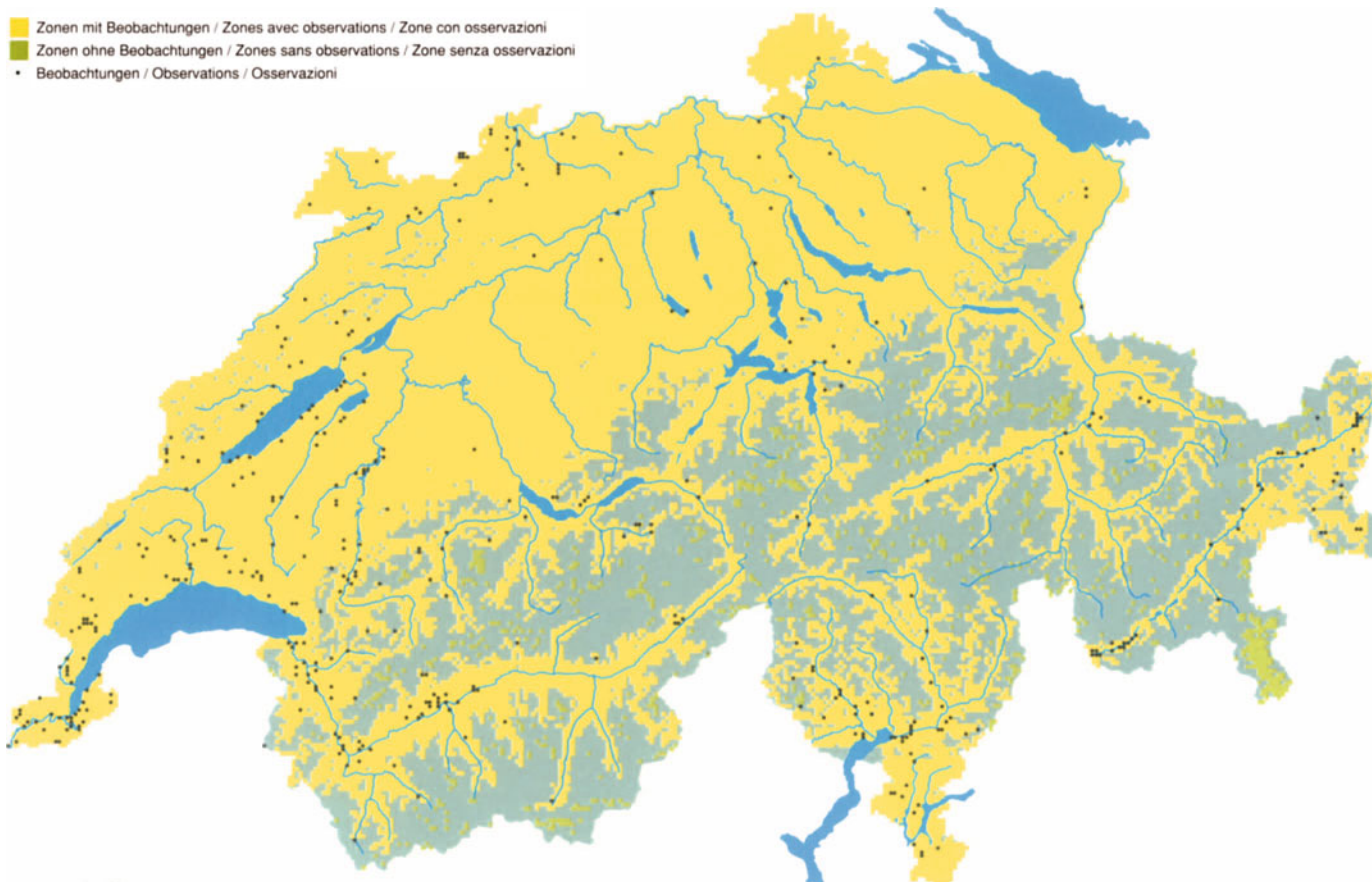 Zonen mit Beobachtungen / Zones avec observations / Zone con osservazioni
Zonen ohne Beobachtungen / Zones sans observations / Zone senza osservazioni
Beobachtungen / Observations / Osservazioni